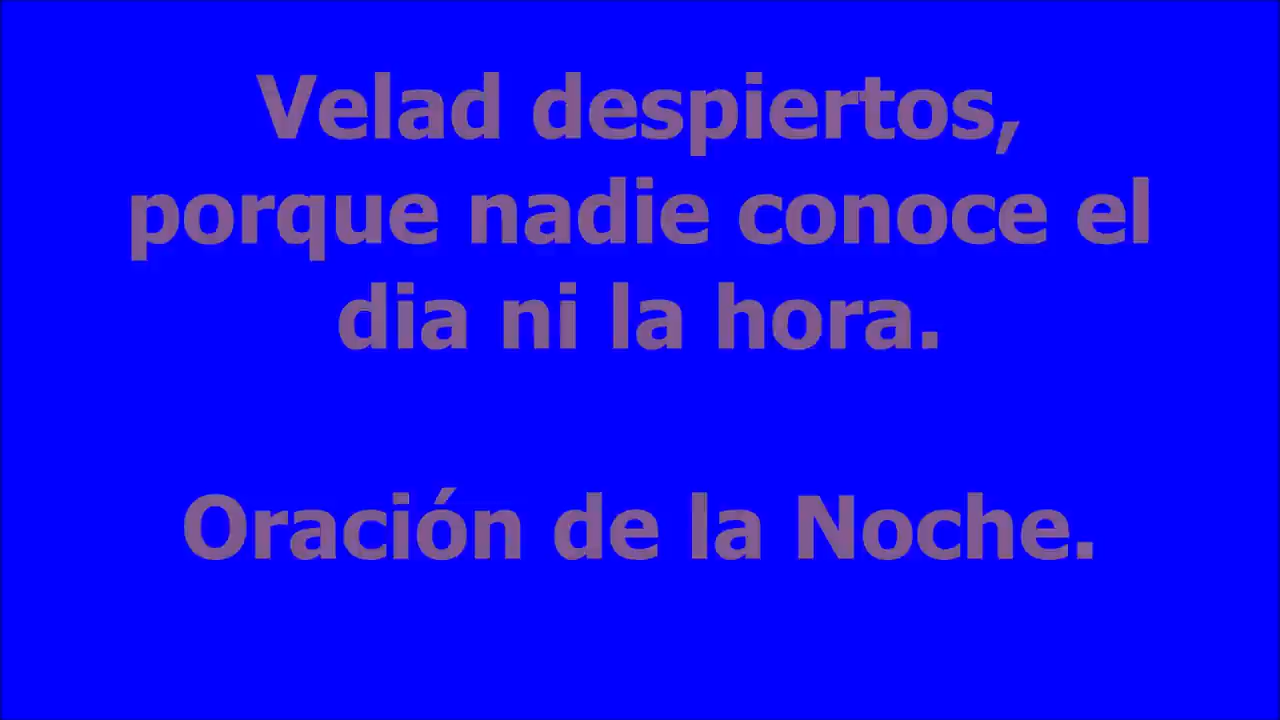 Velad despiertos,
porque nadie conoce el
dia ni la hora.
Oración de la Noche.